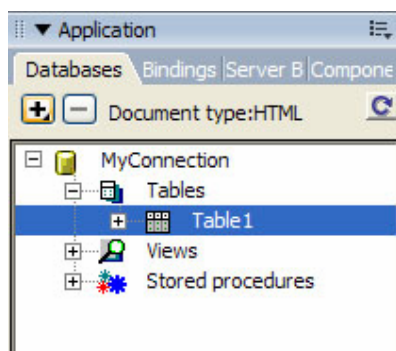 Application
Databases Bindings Server B Compone
Document type:HTML
MyConnection
Tables
Table1
Views
Stored procedures